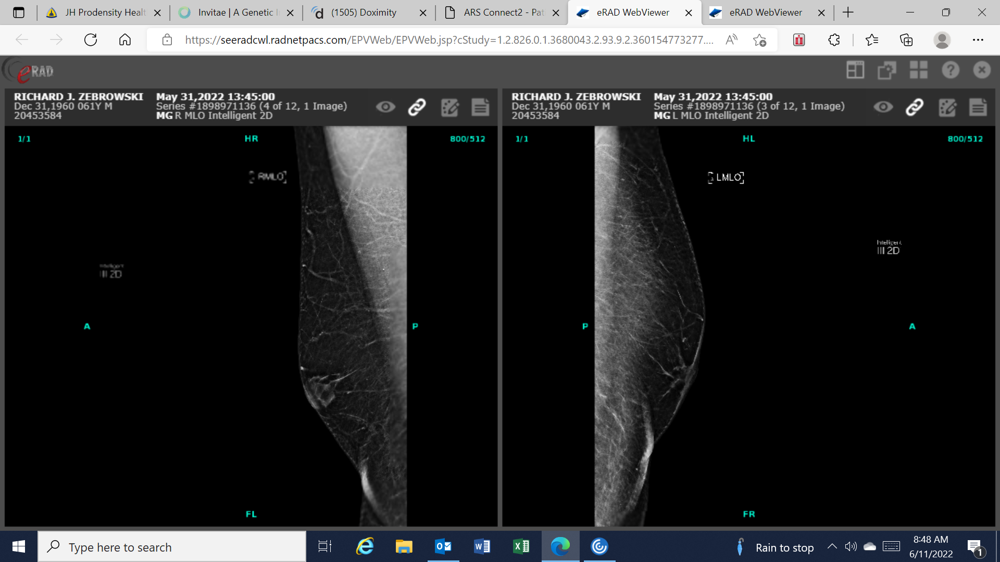 JH Prodensity Healt
Invitae | A Genetic I
(1505) Doximity
ARS Connect2 - Pat
eRAD WebViewer
eRAD WebViewer
https://seeradcwl.radnetpacs.com/EPVWeb/EPVWeb.jsp?cStudy=1.2.826.0.1.3680043.2.93.9.2.360154773277....
eRAD
RICHARD J. ZEBROWSKI
Dec 31,1960 061Y M
20453584
May 31,2022 13:45:00
Series #1898971136 (4 of 12, 1 Image)
MG R MLO Intelligent 2D
RICHARD J. ZEBROWSKI
Dec 31,1960 061Y M
20453584
May 31,2022 13:45:00
Series #1898971136 (3 of 12, 1 Image)
MG L MLO Intelligent 2D
1/1
HR
800/512
RMLO
Intelligent
2D
A
P
FL
1/1
HL
800/512
LMLO
Intelligent
2D
P
A
FR
Type here to search
Rain to stop
8:48 AM
6/11/2022
1